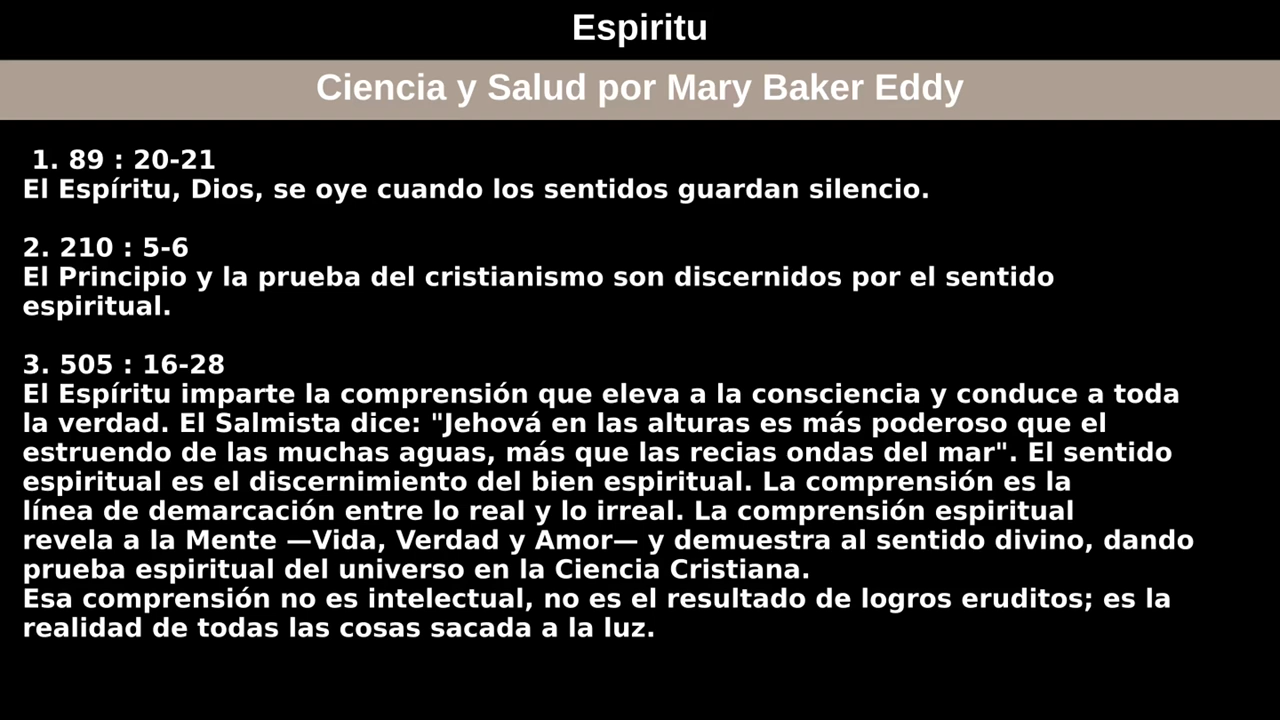 Espiritu
Ciencia y Salud por Mary Baker Eddy
1. 89 : 20-21
El Espíritu, Dios, se oye cuando los sentidos guardan silencio.
2. 210 : 5-6
El Principio y la prueba del cristianismo son discernidos por el sentido
espiritual.
3. 505 : 16-28
El Espíritu imparte la comprensión que eleva a la consciencia y conduce a toda
la verdad. El Salmista dice: "Jehová en las alturas es más poderoso que el
estruendo de las muchas aguas, más que las recias ondas del mar". El sentido
espiritual es el discernimiento del bien espiritual. La comprensión es la
línea de demarcación entre lo real y lo irreal. La comprensión espiritual
revela a la Mente —Vida, Verdad y Amor— y demuestra al sentido divino, dando
prueba espiritual del universo en la Ciencia Cristiana.
Esa comprensión no es intelectual, no es el resultado de logros eruditos; es la
realidad de todas las cosas sacada a la luz.